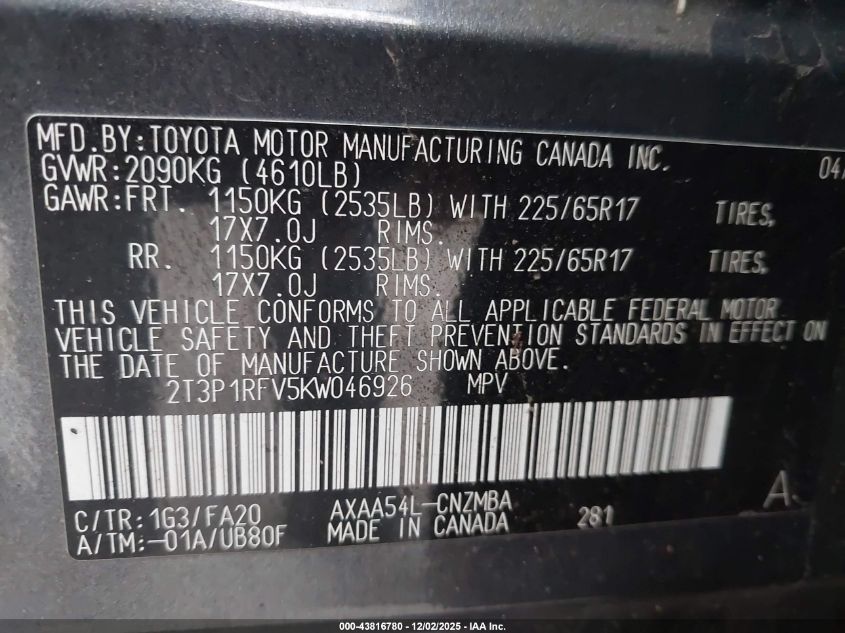 MFD.BY:TOYOTA MOTOR MANUFACTURING CANADA INC. 04/
GVWR:2090KG (4610LB)
GAWR:FRT. 1150KG (2535LB) WITH 225/65R17 TIRES,
17X7.0J RIMS.
RR. 1150KG (2535LB) WITH 225/65R17 TIRES,
17X7.0J RIMS.
THIS VEHICLE CONFORMS TO ALL APPLICABLE FEDERAL MOTOR
VEHICLE SAFETY AND THEFT PREVENTION STANDARDS IN EFFECT ON
THE DATE OF MANUFACTURE SHOWN ABOVE.
2T3P1RFV5KW046926 MPV
A
C/TR:1G3/FA20 AXAA54L-CNZMBA 281
A/TM:-01A/UB80F MADE IN CANADA
000-43816780 - 12/02/2025 - IAA Inc.